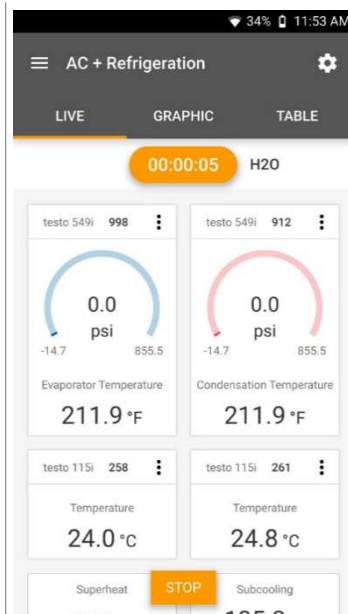 34% 11:53 AM
AC + Refrigeration
LIVE GRAPHIC TABLE
00:00:05 H2O
testo 549i 998 testo 549i 912
0.0 0.0
psi psi
-14.7 855.5 -14.7 855.5
Evaporator Temperature Condensation Temperature
211.9 °F 211.9 °F
testo 115i 258 testo 115i 261
Temperature Temperature
24.0 °C 24.8 °C
Superheat STOP Subcooling